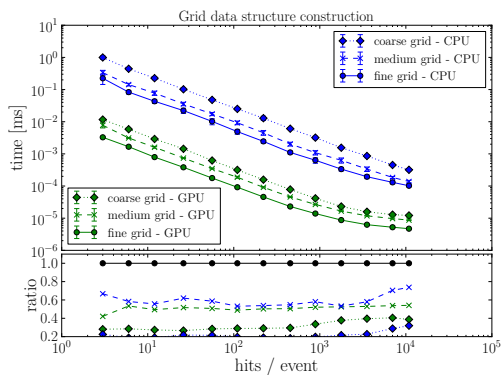 Grid data structure construction
time [ms]
10^1
10^0
10^-1
10^-2
10^-3
10^-4
10^-5
10^-6
coarse grid - CPU
medium grid - CPU
fine grid - CPU
coarse grid - GPU
medium grid - GPU
fine grid - GPU
ratio
1.0
0.8
0.6
0.4
0.2
10^0 10^1 10^2 10^3 10^4 10^5
hits / event